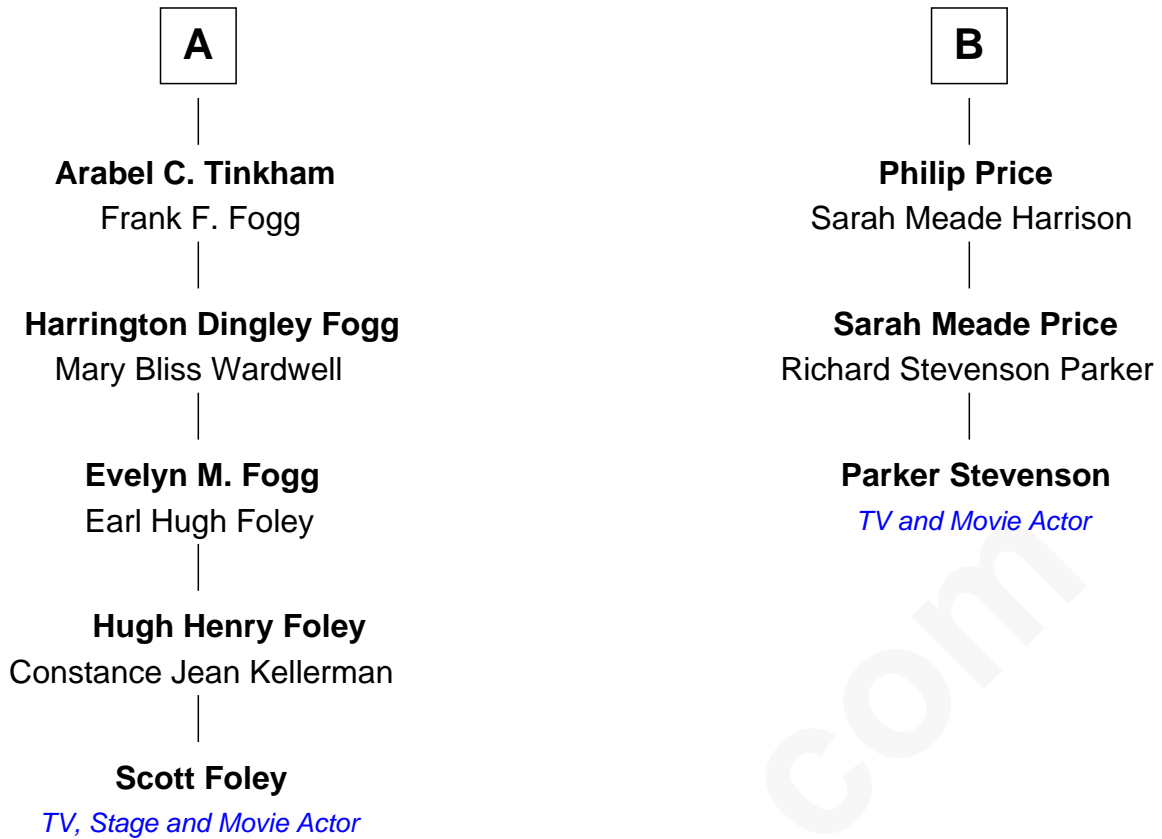 A
Arabel C. Tinkham
Frank F. Fogg
Harrington Dingley Fogg
Mary Bliss Wardwell
Evelyn M. Fogg
Earl Hugh Foley
Hugh Henry Foley
Constance Jean Kellerman
Scott Foley
TV, Stage and Movie Actor
B
Philip Price
Sarah Meade Harrison
Sarah Meade Price
Richard Stevenson Parker
Parker Stevenson
TV and Movie Actor
com